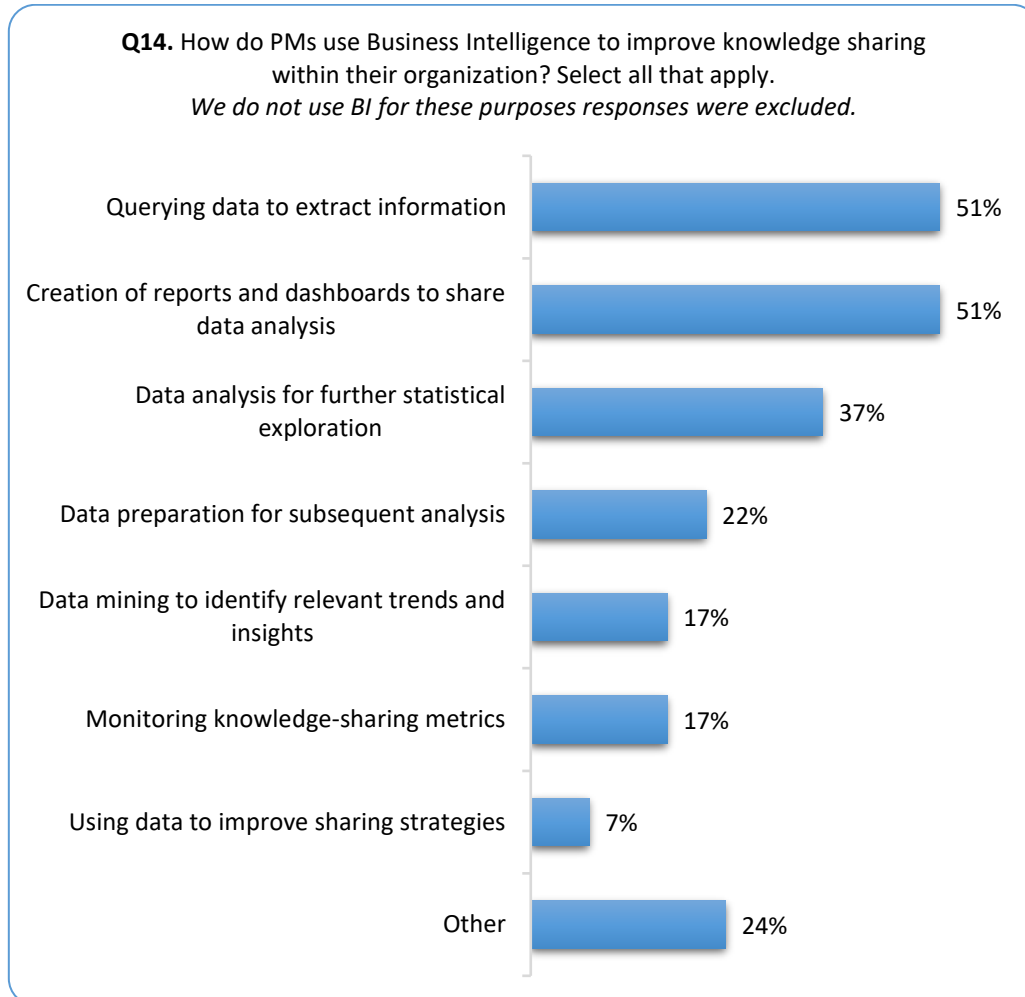 Q14. How do PMs use Business Intelligence to improve knowledge sharing
within their organization? Select all that apply.
We do not use BI for these purposes responses were excluded.
Querying data to extract information
51%
Creation of reports and dashboards to share
data analysis
51%
Data analysis for further statistical
exploration
37%
Data preparation for subsequent analysis
22%
Data mining to identify relevant trends and
insights
17%
Monitoring knowledge-sharing metrics
17%
Using data to improve sharing strategies
7%
Other
24%